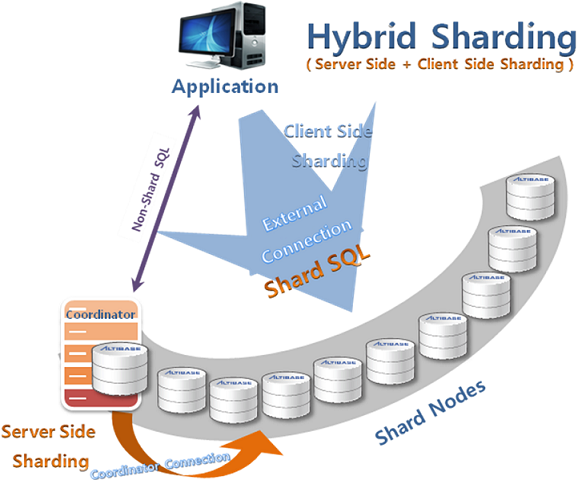 Hybrid Sharding
( Server Side + Client Side Sharding )
Application
Client Side
Sharding
Non-Shard SQL
External
Connection
Shard SQL
ALTIBASE
ALTIBASE
ALTIBASE
Coordinator
ALTIBASE
ALTIBASE
ALTIBASE
ALTIBASE
ALTIBASE
ALTIBASE
ALTIBASE
Shard Nodes
Server Side
Sharding
Coordinator Connection